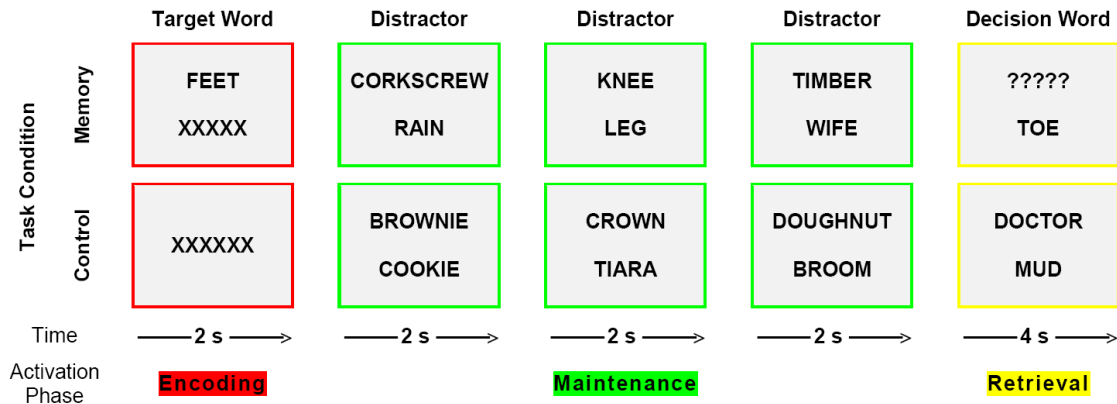 Target Word Distractor Distractor Distractor Decision Word
Task Condition
Memory
FEET CORKSCREW KNEE TIMBER ?????
XXXXX RAIN LEG WIFE TOE
Control
BROWNIE CROWN DOUGHNUT DOCTOR
XXXXXX
COOKIE TIARA BROOM MUD
Time 2 s 2 s 2 s 2 s 4 s
Activation Phase Encoding Maintenance Retrieval